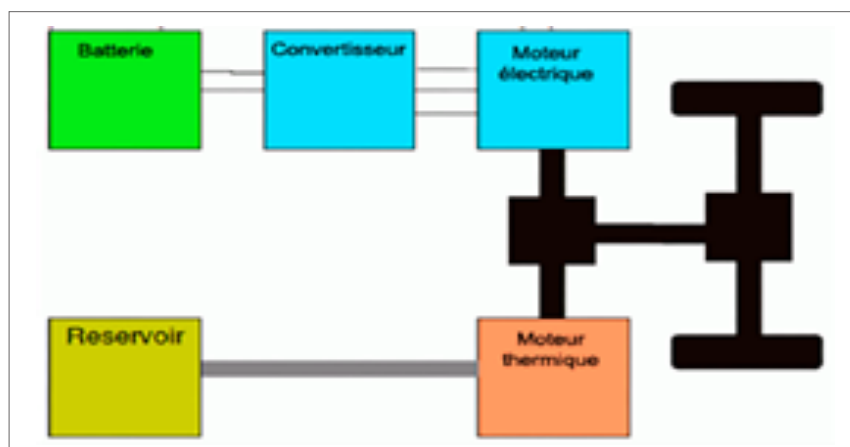 Batterie
Convertisseur
Moteur
électrique
Reservoir
Moteur
thermique